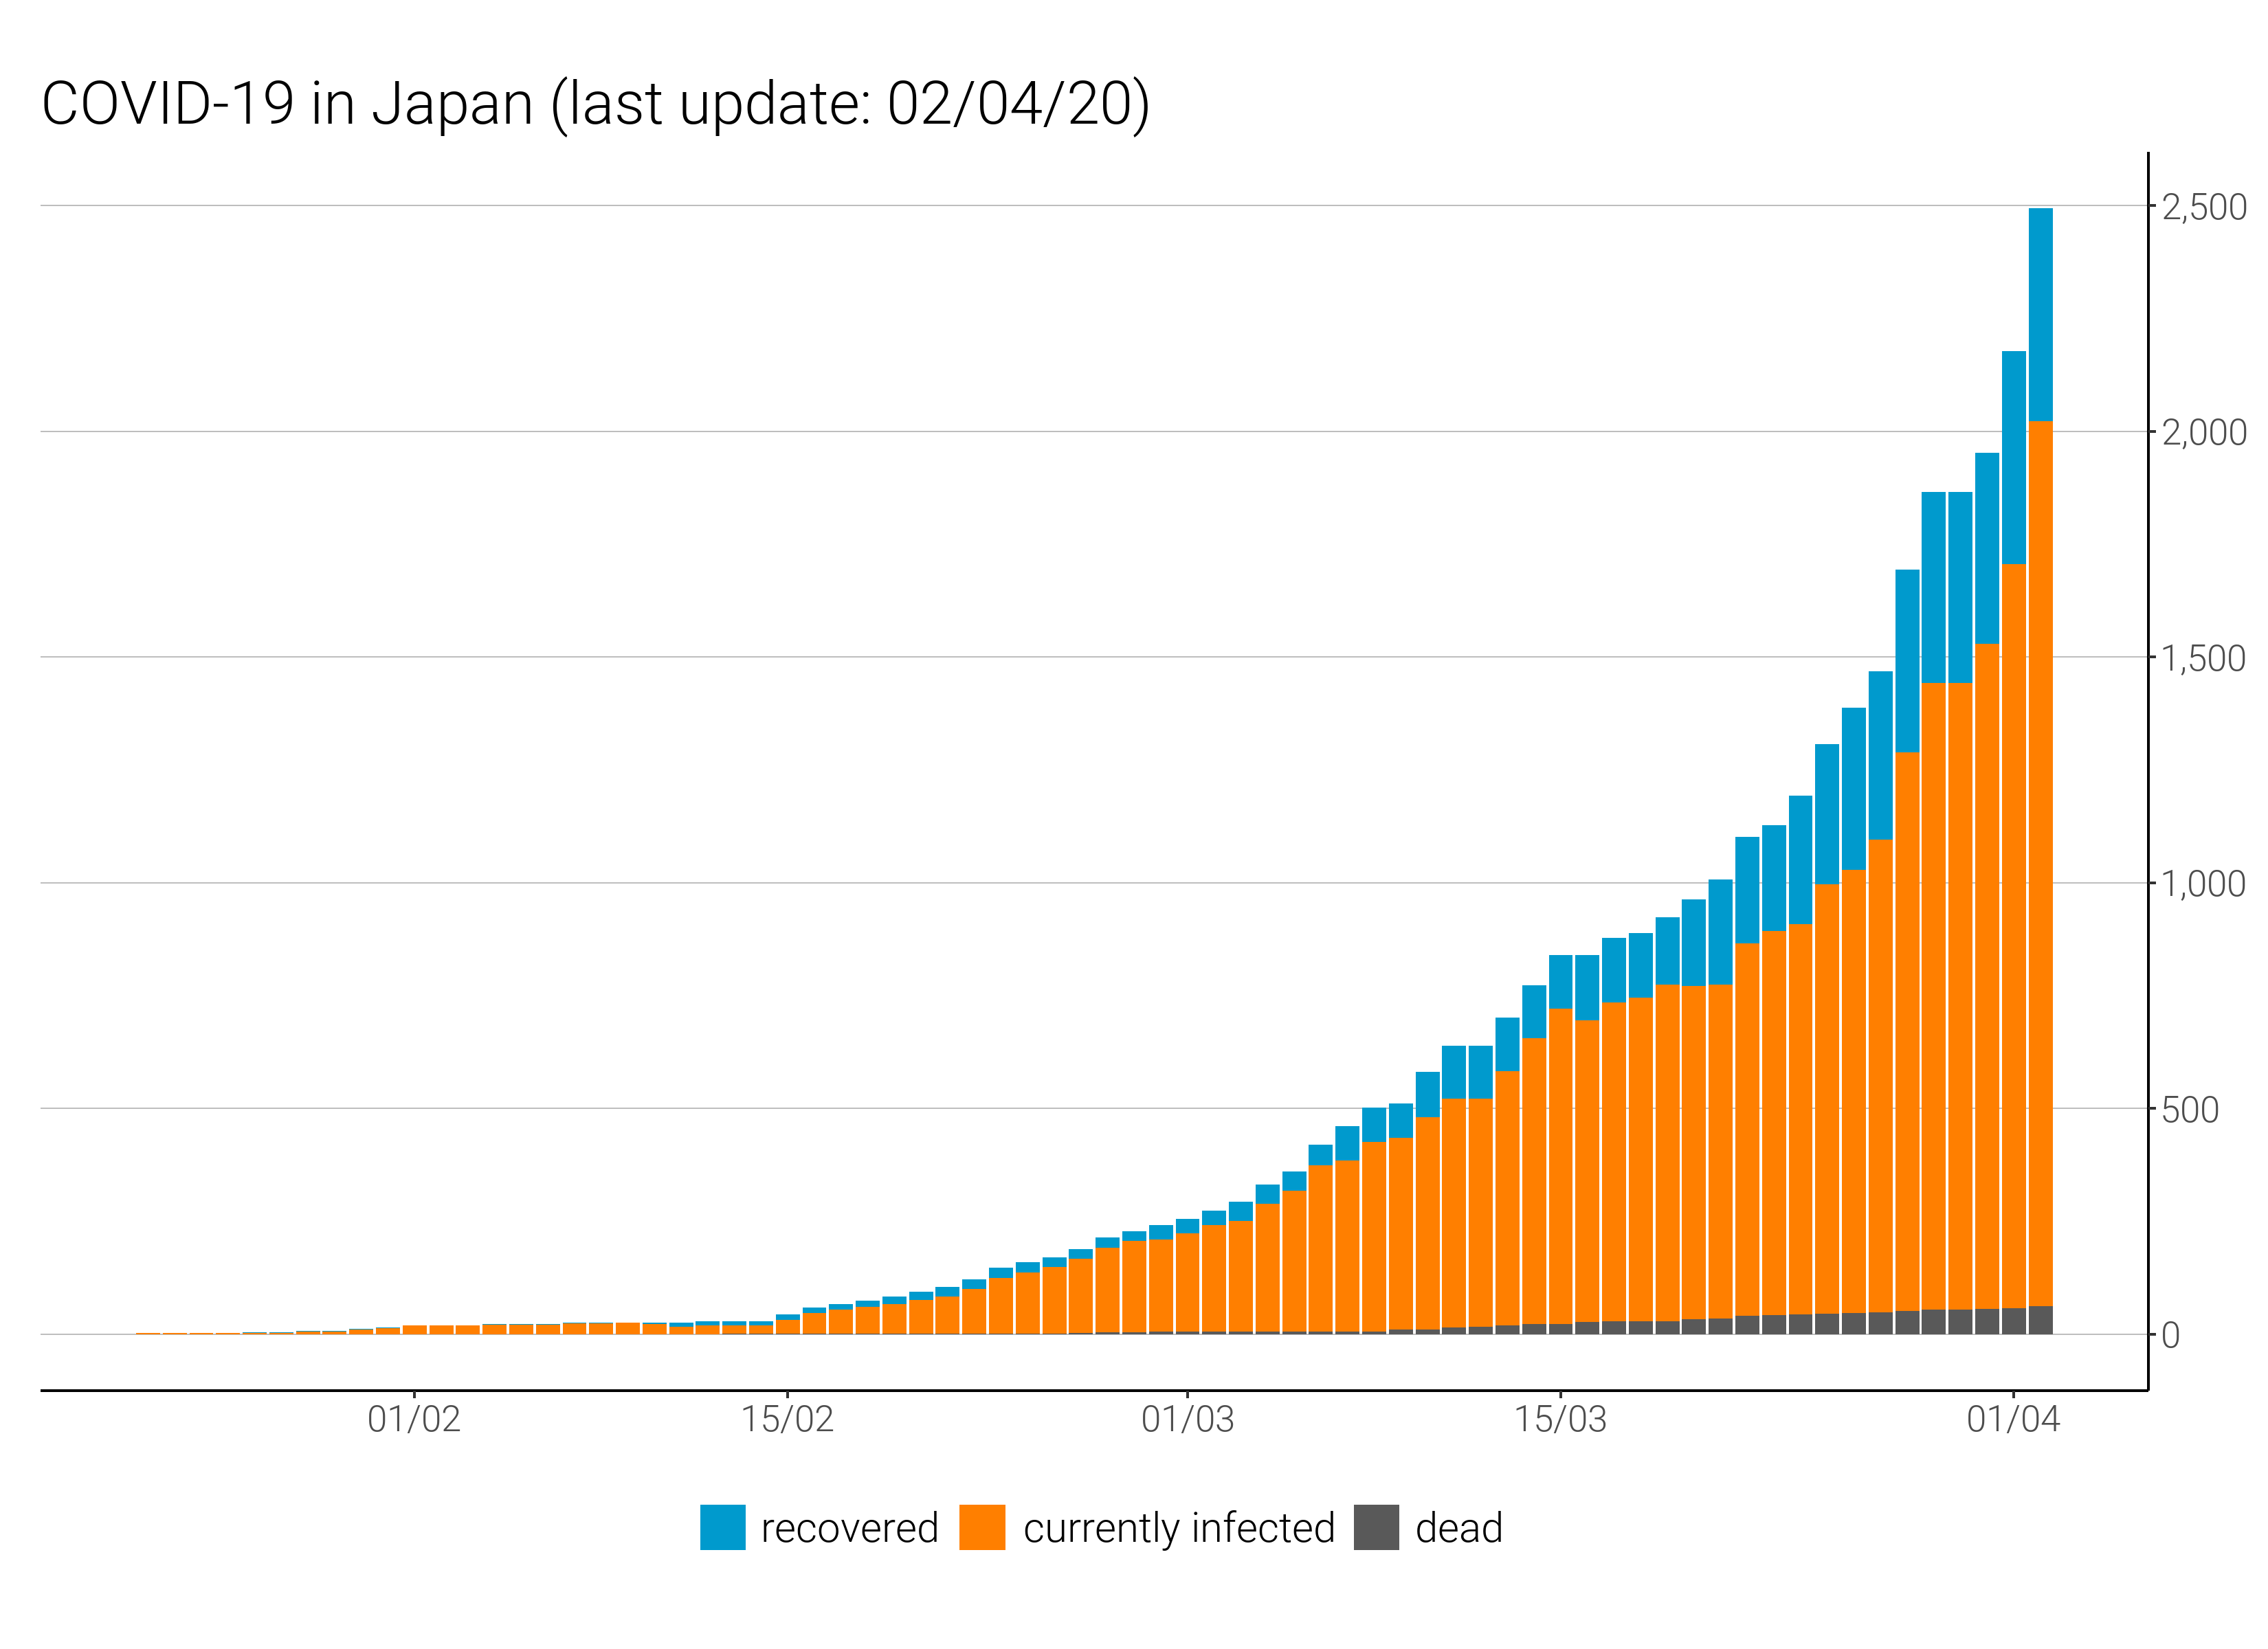 COVID-19 in Japan (last update: 02/04/20)
2,500
2,000
1,500
1,000
500
0
01/02 15/02 01/03 15/03 01/04
recovered currently infected dead